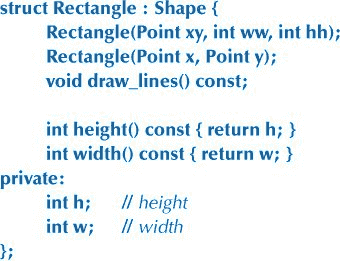 struct Rectangle : Shape {
Rectangle(Point xy, int ww, int hh);
Rectangle(Point x, Point y);
void draw_lines() const;
int height() const { return h; }
int width() const { return w; }
private:
int h; // height
int w; // width
};